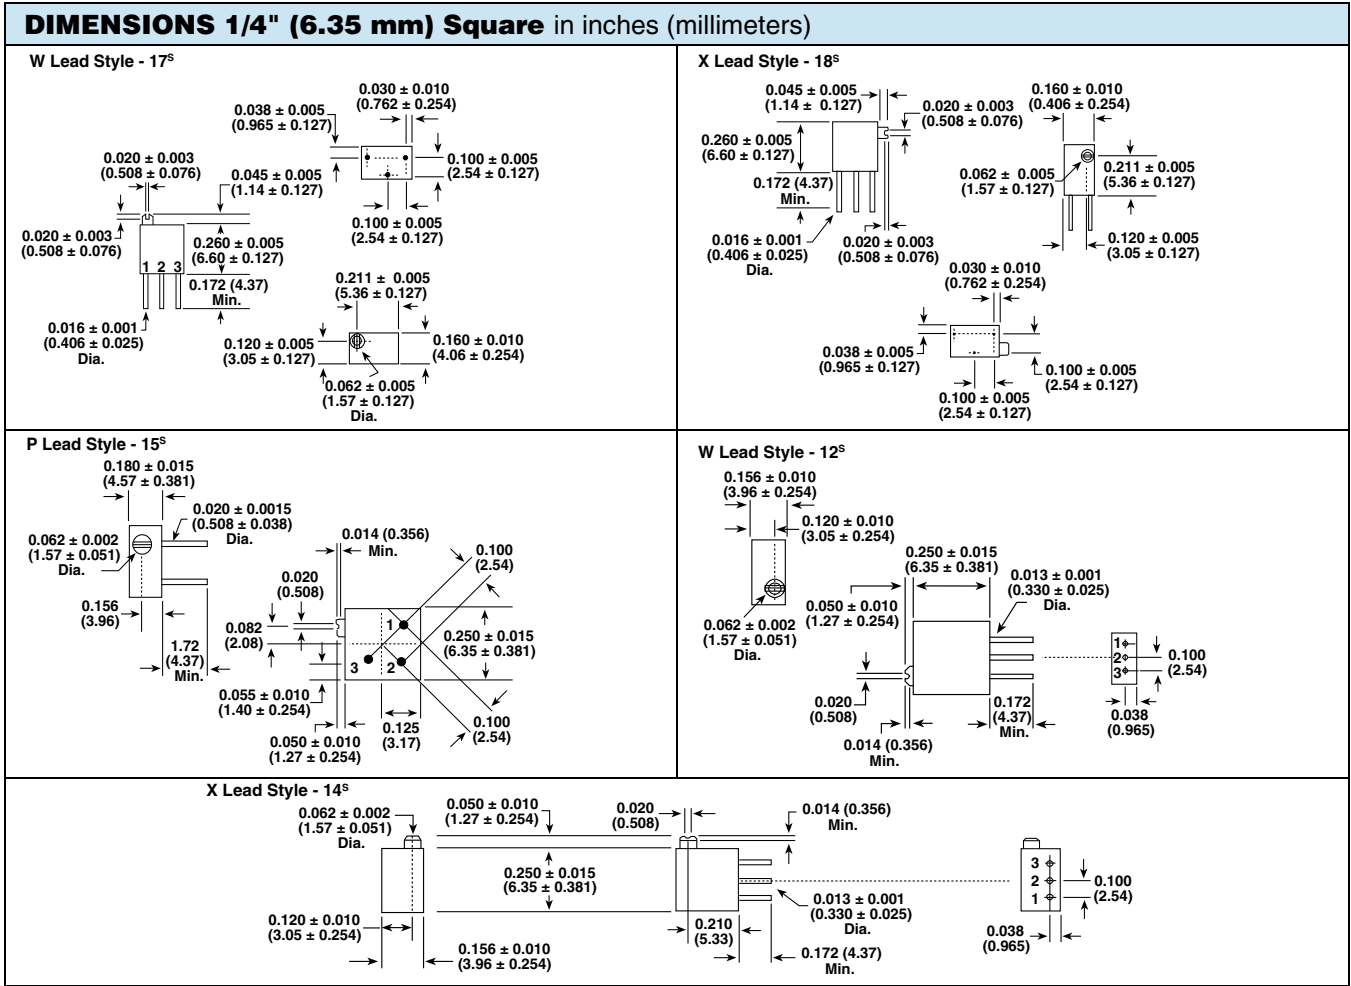 DIMENSIONS 1/4" (6.35 mm) Square in inches (millimeters)
W Lead Style - 17S
0.030 ± 0.010
(0.762 ± 0.254)
0.038 ± 0.005
(0.965 ± 0.127)
0.020 ± 0.003
(0.508 ± 0.076)
0.045 ± 0.005
(1.14 ± 0.127)
0.100 ± 0.005
(2.54 ± 0.127)
0.100 ± 0.005
(2.54 ± 0.127)
0.020 ± 0.003
(0.508 ± 0.076)
0.260 ± 0.005
(6.60 ± 0.127)
1 2 3
0.172 (4.37)
Min.
0.211 ± 0.005
(5.36 ± 0.127)
0.016 ± 0.001
(0.406 ± 0.025)
Dia.
0.120 ± 0.005
(3.05 ± 0.127)
0.160 ± 0.010
(4.06 ± 0.254)
0.062 ± 0.005
(1.57 ± 0.127)
Dia.
X Lead Style - 18S
0.045 ± 0.005
(1.14 ± 0.127)
0.020 ± 0.003
(0.508 ± 0.076)
0.160 ± 0.010
(0.406 ± 0.254)
0.260 ± 0.005
(6.60 ± 0.127)
0.172 (4.37)
Min.
0.062 ± 0.005
(1.57 ± 0.127)
0.211 ± 0.005
(5.36 ± 0.127)
0.016 ± 0.001
(0.406 ± 0.025)
Dia.
0.020 ± 0.003
(0.508 ± 0.076)
0.120 ± 0.005
(3.05 ± 0.127)
0.030 ± 0.010
(0.762 ± 0.254)
0.038 ± 0.005
(0.965 ± 0.127)
0.100 ± 0.005
(2.54 ± 0.127)
0.100 ± 0.005
(2.54 ± 0.127)
P Lead Style - 15S
0.180 ± 0.015
(4.57 ± 0.381)
0.020 ± 0.0015
(0.508 ± 0.038)
Dia.
0.062 ± 0.002
(1.57 ± 0.051)
Dia.
0.014 (0.356)
Min.
0.100
(2.54)
0.020
(0.508)
0.156
(3.96)
0.082
(2.08)
1
0.250 ± 0.015
(6.35 ± 0.381)
1.72
(4.37)
Min.
3 2
0.055 ± 0.010
(1.40 ± 0.254)
0.050 ± 0.010
(1.27 ± 0.254)
0.125
(3.17)
0.100
(2.54)
W Lead Style - 12S
0.156 ± 0.010
(3.96 ± 0.254)
0.120 ± 0.010
(3.05 ± 0.254)
0.250 ± 0.015
(6.35 ± 0.381)
0.013 ± 0.001
(0.330 ± 0.025)
Dia.
0.050 ± 0.010
(1.27 ± 0.254)
0.062 ± 0.002
(1.57 ± 0.051)
Dia.
1
2
3
0.100
(2.54)
0.020
(0.508)
0.172
(4.37)
Min.
0.038
(0.965)
0.014 (0.356)
Min.
X Lead Style - 14S
0.062 ± 0.002
(1.57 ± 0.051)
Dia.
0.050 ± 0.010
(1.27 ± 0.254)
0.020
(0.508)
0.014 (0.356)
Min.
0.250 ± 0.015
(6.35 ± 0.381)
3
2
1
0.100
(2.54)
0.013 ± 0.001
(0.330 ± 0.025)
Dia.
0.120 ± 0.010
(3.05 ± 0.254)
0.210
(5.33)
0.038
(0.965)
0.156 ± 0.010
(3.96 ± 0.254)
0.172 (4.37)
Min.